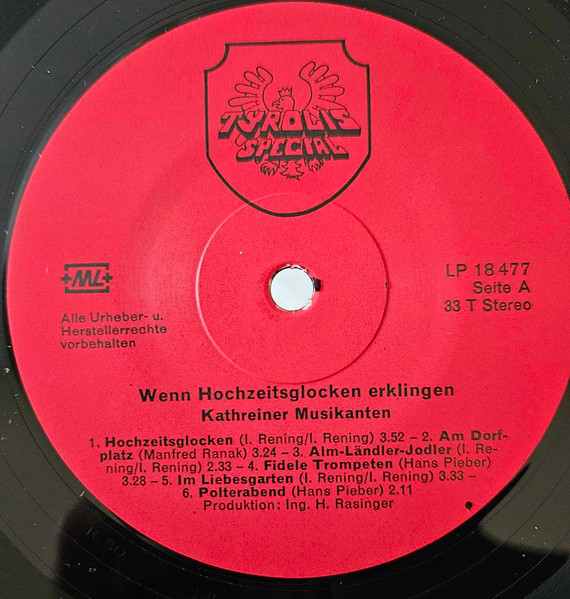 TYROLIS
SPECIAL
ML
LP 18 477
Seite A
33 T Stereo
Alle Urheber- u.
Herstellerrechte
vorbehalten
Wenn Hochzeitsglocken erklingen
Kathreiner Musikanten
1. Hochzeitsglocken (I. Rening/I. Rening) 3.52 – 2. Am Dorf-
platz (Manfred Ranak) 3.24 – 3. Alm-Ländler-Jodler (I. Re-
ning/I. Rening) 2.33 – 4. Fidele Trompeten (Hans Pieber)
3.28 – 5. Im Liebesgarten (I. Rening/I. Rening) 3.33 –
6. Polterabend (Hans Pieber) 2.11
Produktion: Ing. H. Rasinger